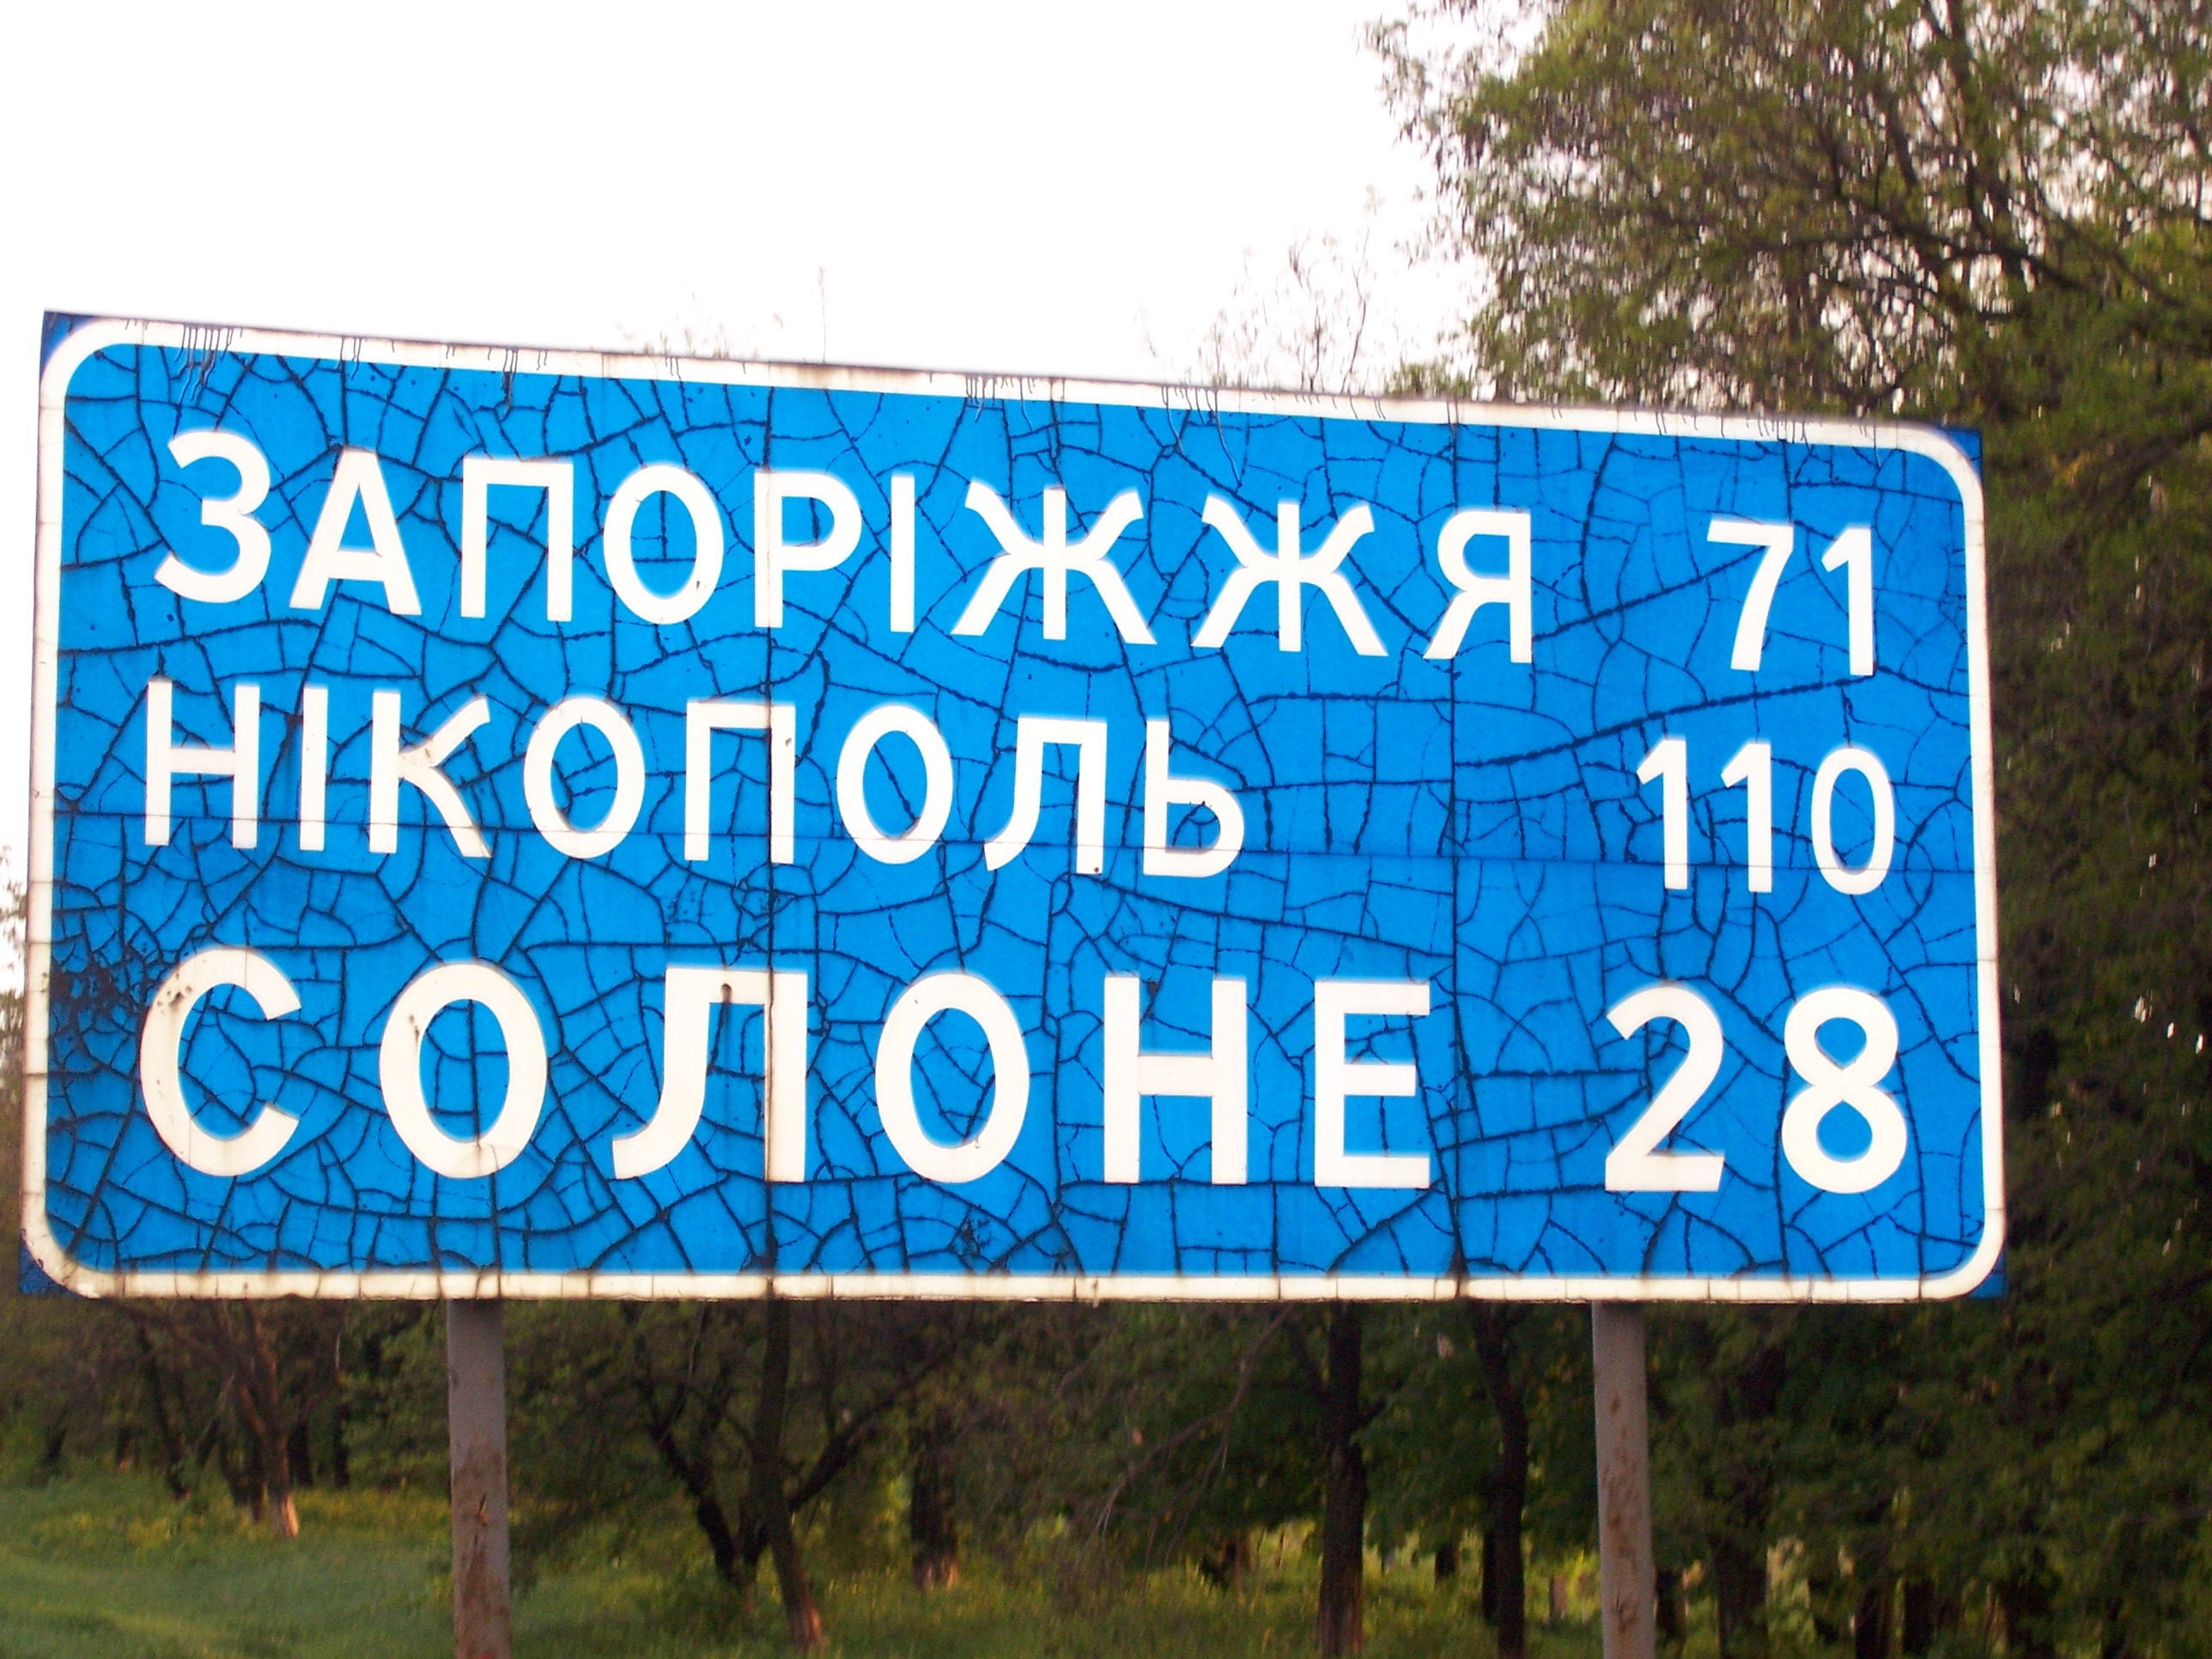 ЗАПОРІЖЖЯ 71
НІКОПОЛЬ 110
СОЛОНЕ 28